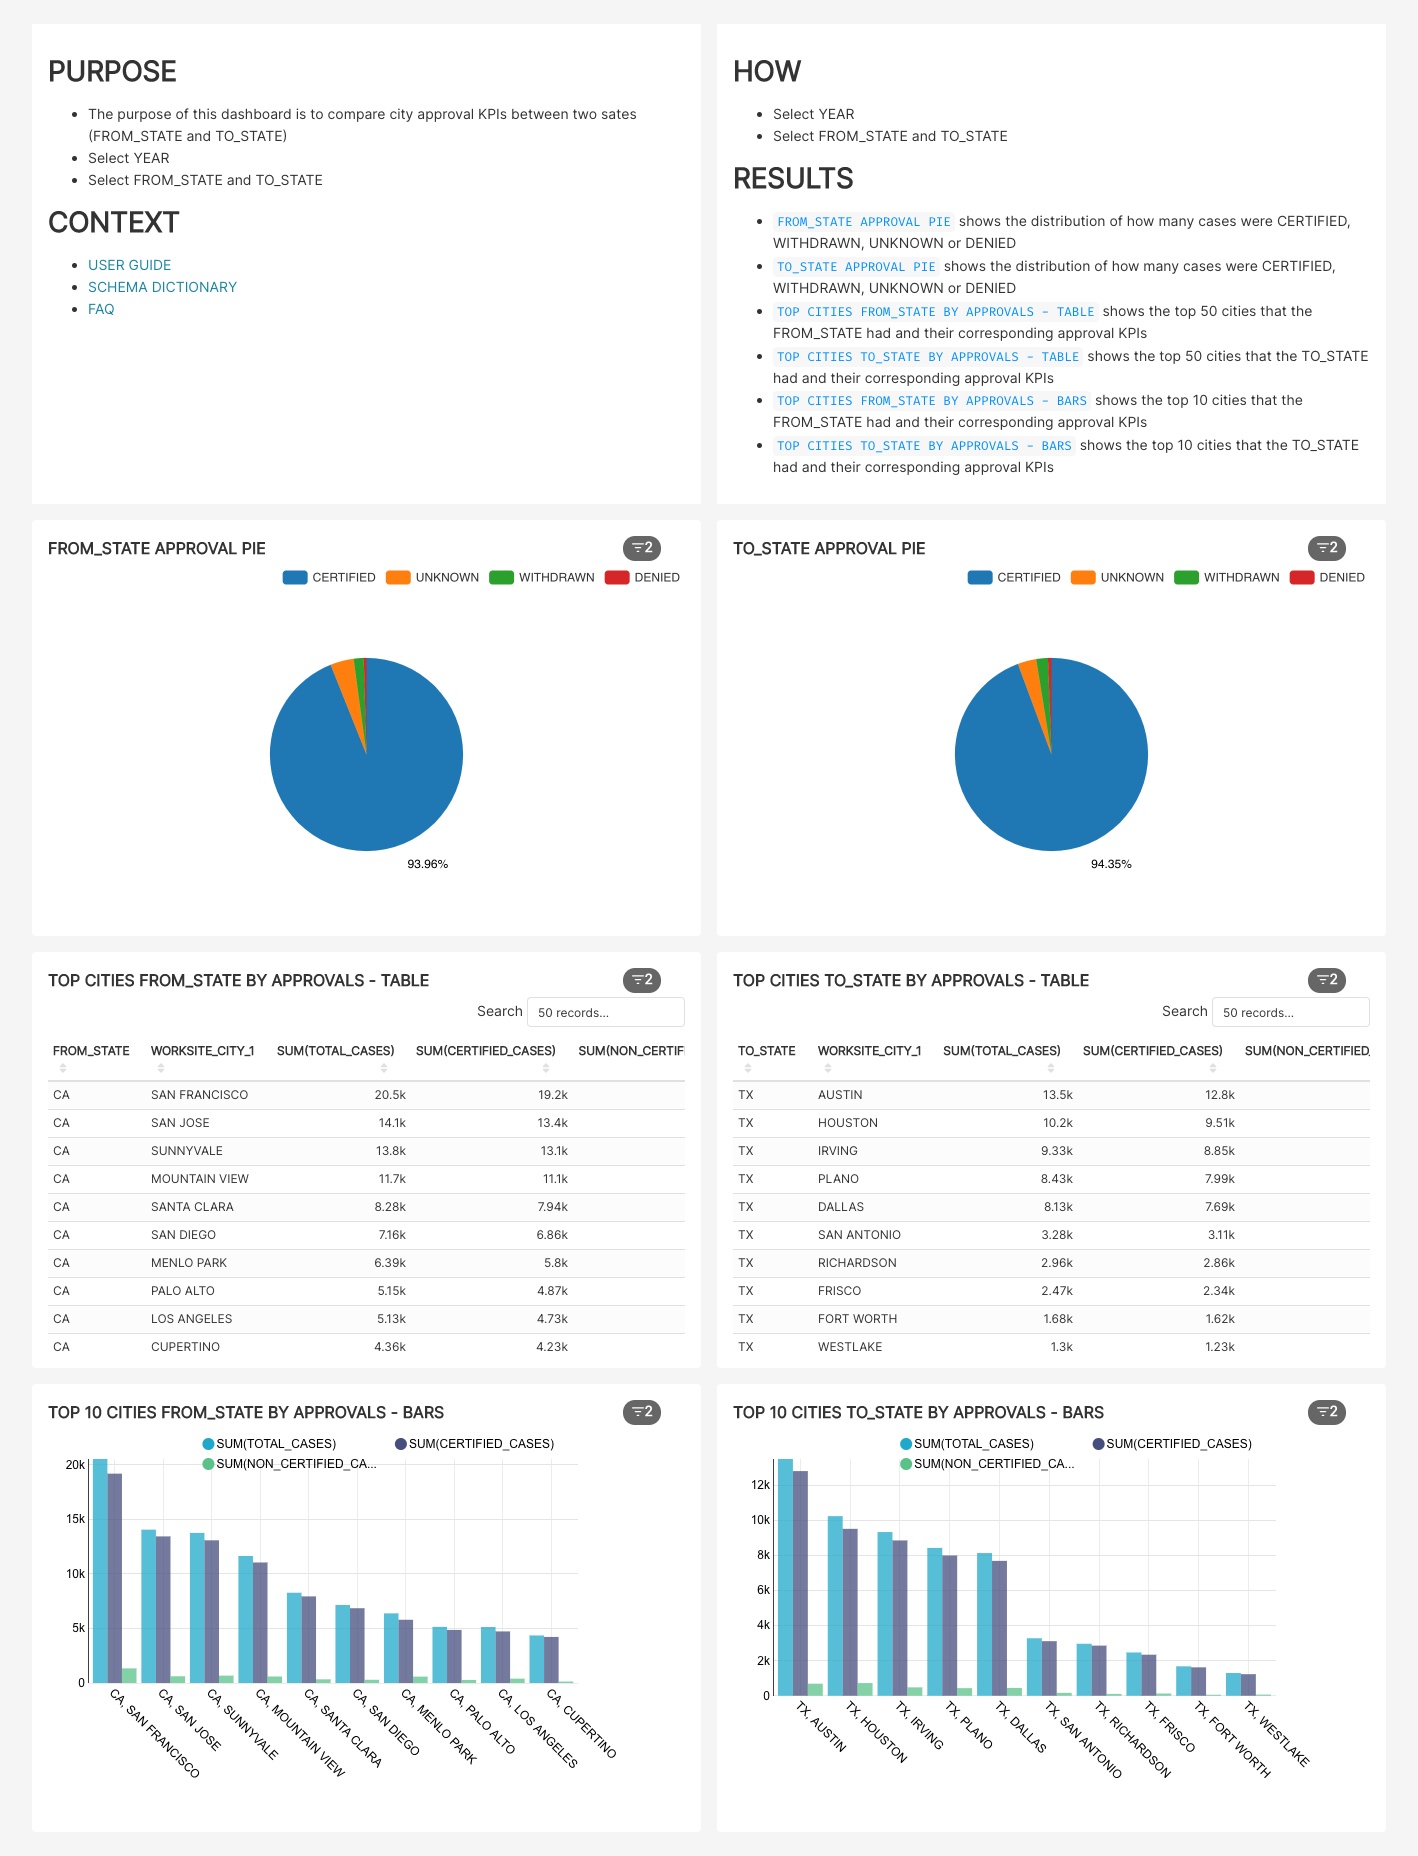 PURPOSE
The purpose of this dashboard is to compare city approval KPIs between two sates
(FROM_STATE and TO_STATE)
Select YEAR
Select FROM_STATE and TO_STATE
CONTEXT
USER GUIDE
SCHEMA DICTIONARY
FAQ
HOW
Select YEAR
Select FROM_STATE and TO_STATE
RESULTS
FROM_STATE APPROVAL PIE shows the distribution of how many cases were CERTIFIED,
WITHDRAWN, UNKNOWN or DENIED
TO_STATE APPROVAL PIE shows the distribution of how many cases were CERTIFIED,
WITHDRAWN, UNKNOWN or DENIED
TOP CITIES FROM_STATE BY APPROVALS - TABLE shows the top 50 cities that the
FROM_STATE had and their corresponding approval KPIs
TOP CITIES TO_STATE BY APPROVALS - TABLE shows the top 50 cities that the TO_STATE
had and their corresponding approval KPIs
TOP CITIES FROM_STATE BY APPROVALS - BARS shows the top 10 cities that the
FROM_STATE had and their corresponding approval KPIs
TOP CITIES TO_STATE BY APPROVALS - BARS shows the top 10 cities that the TO_STATE
had and their corresponding approval KPIs
FROM_STATE APPROVAL PIE 2
CERTIFIED UNKNOWN WITHDRAWN DENIED
93.96%
TO_STATE APPROVAL PIE 2
CERTIFIED UNKNOWN WITHDRAWN DENIED
94.35%
TOP CITIES FROM_STATE BY APPROVALS - TABLE 2
Search 50 records...
FROM_STATE WORKSITE_CITY_1 SUM(TOTAL_CASES) SUM(CERTIFIED_CASES) SUM(NON_CERTIFI
CA SAN FRANCISCO 20.5k 19.2k
CA SAN JOSE 14.1k 13.4k
CA SUNNYVALE 13.8k 13.1k
CA MOUNTAIN VIEW 11.7k 11.1k
CA SANTA CLARA 8.28k 7.94k
CA SAN DIEGO 7.16k 6.86k
CA MENLO PARK 6.39k 5.8k
CA PALO ALTO 5.15k 4.87k
CA LOS ANGELES 5.13k 4.73k
CA CUPERTINO 4.36k 4.23k
TOP CITIES TO_STATE BY APPROVALS - TABLE 2
Search 50 records...
TO_STATE WORKSITE_CITY_1 SUM(TOTAL_CASES) SUM(CERTIFIED_CASES) SUM(NON_CERTIFIED_
TX AUSTIN 13.5k 12.8k
TX HOUSTON 10.2k 9.51k
TX IRVING 9.33k 8.85k
TX PLANO 8.43k 7.99k
TX DALLAS 8.13k 7.69k
TX SAN ANTONIO 3.28k 3.11k
TX RICHARDSON 2.96k 2.86k
TX FRISCO 2.47k 2.34k
TX FORT WORTH 1.68k 1.62k
TX WESTLAKE 1.3k 1.23k
TOP 10 CITIES FROM_STATE BY APPROVALS - BARS 2
SUM(TOTAL_CASES) SUM(CERTIFIED_CASES)
SUM(NON_CERTIFIED_CA...
20k
15k
10k
5k
0
CA, SAN FRANCISCO
CA, SAN JOSE
CA, SUNNYVALE
CA, MOUNTAIN VIEW
CA, SANTA CLARA
CA, SAN DIEGO
CA, MENLO PARK
CA, PALO ALTO
CA, LOS ANGELES
CA, CUPERTINO
TOP 10 CITIES TO_STATE BY APPROVALS - BARS 2
SUM(TOTAL_CASES) SUM(CERTIFIED_CASES)
SUM(NON_CERTIFIED_CA...
12k
10k
8k
6k
4k
2k
0
TX, AUSTIN
TX, HOUSTON
TX, IRVING
TX, PLANO
TX, DALLAS
TX, SAN ANTONIO
TX, RICHARDSON
TX, FRISCO
TX, FORT WORTH
TX, WESTLAKE